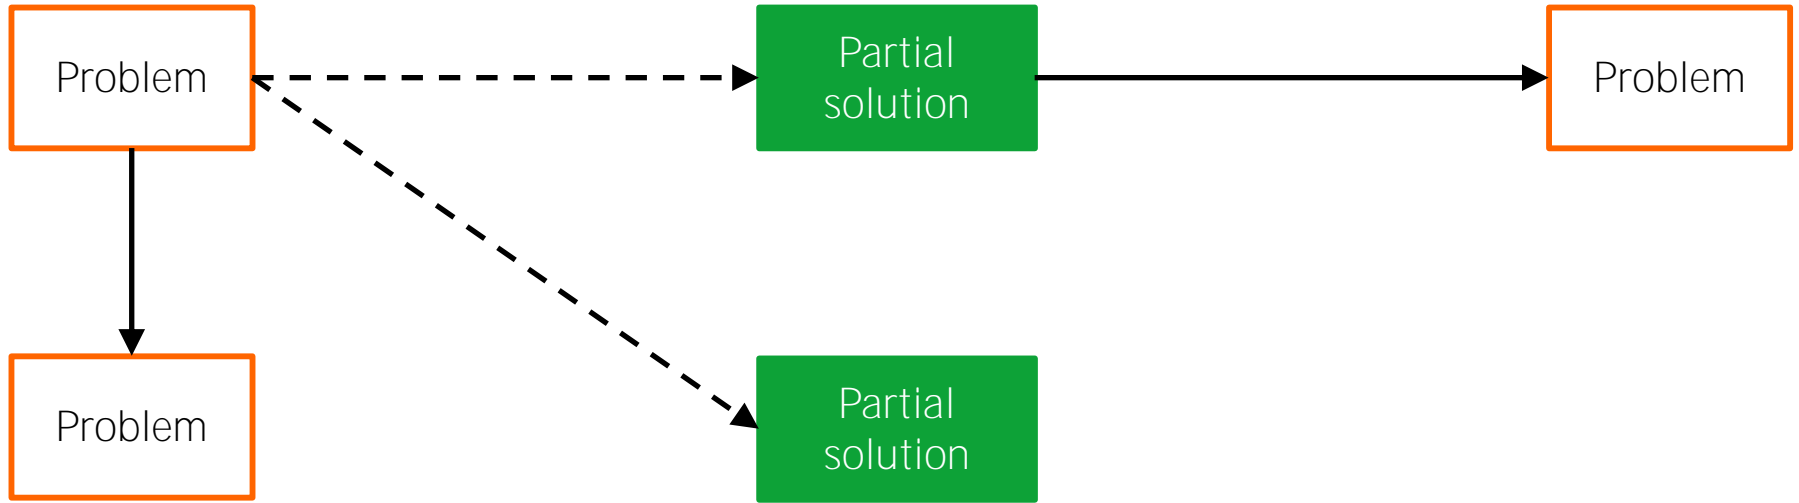 Problem
Partial
solution
Problem
Problem
Partial
solution